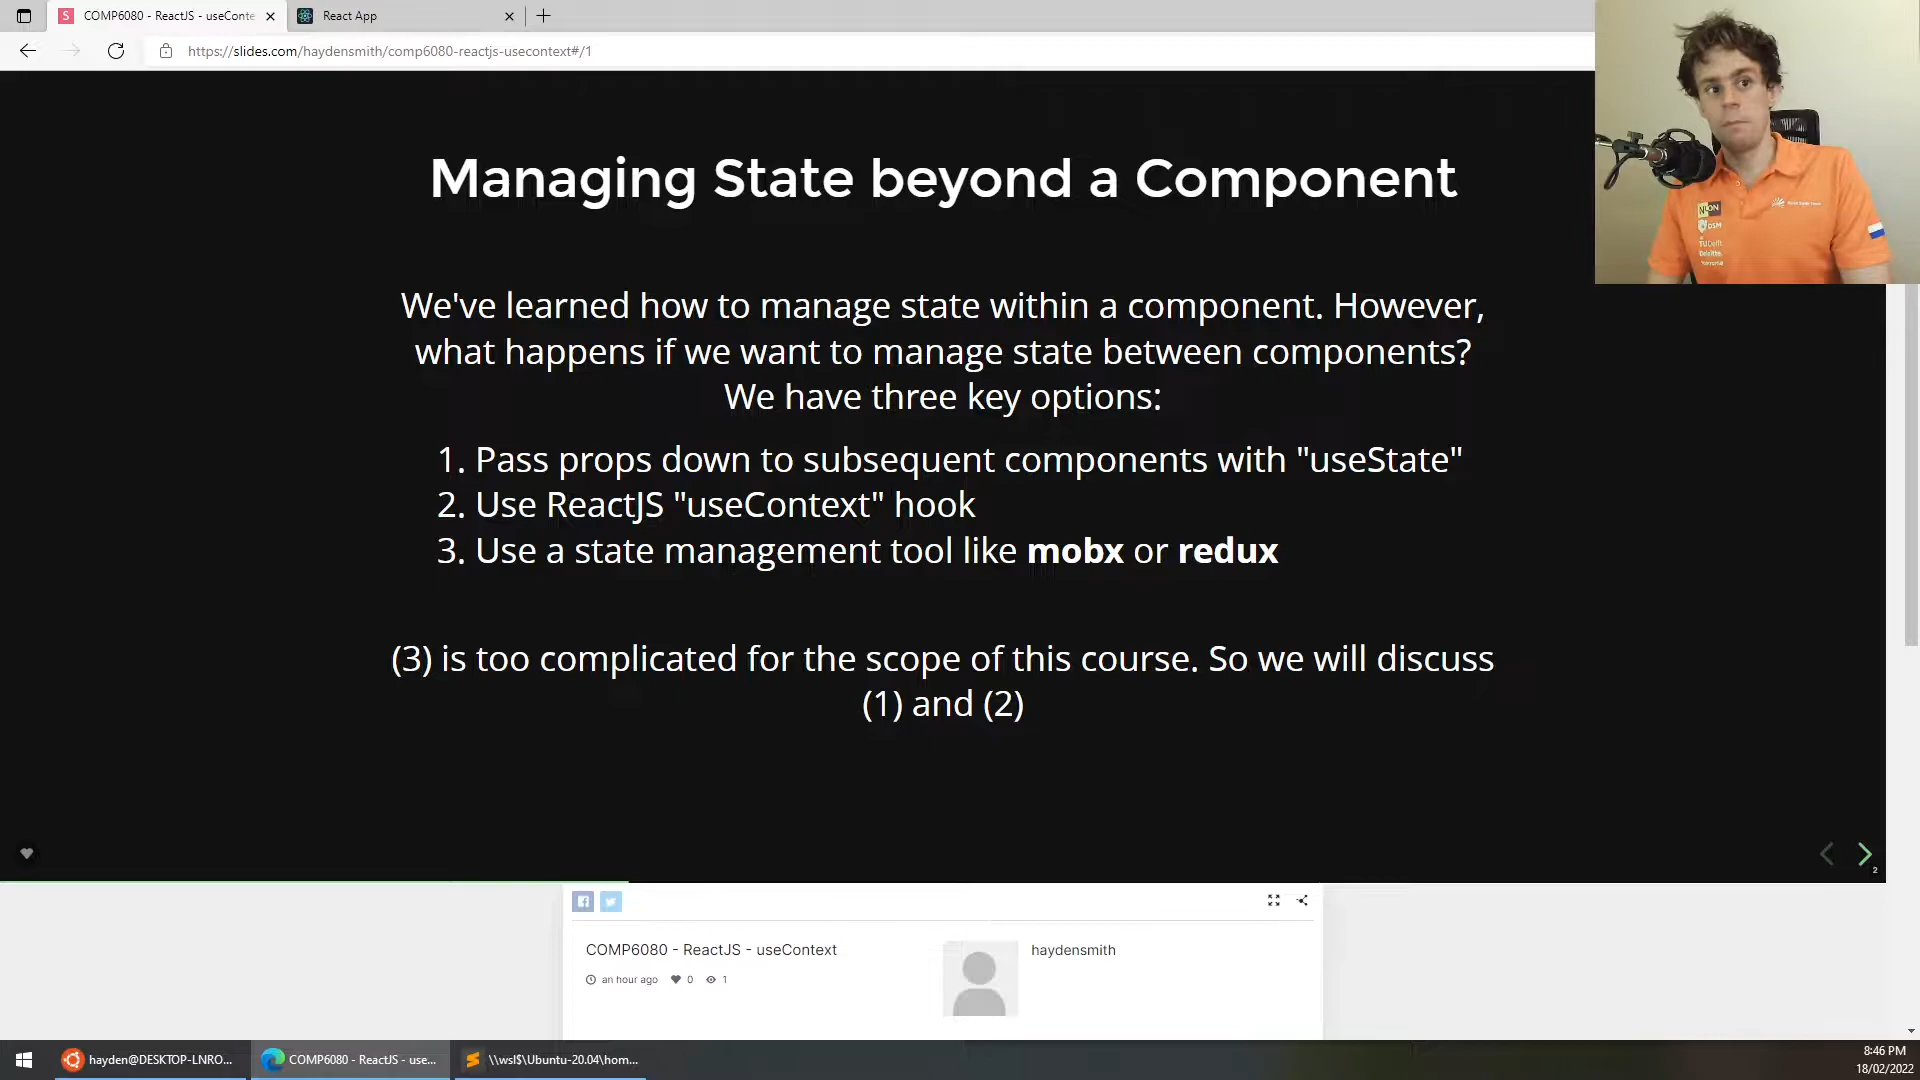 COMP6080 - ReactJS - useConte
React App
https://slides.com/haydensmith/comp6080-reactjs-usecontext#/1
Managing State beyond a Component
We've learned how to manage state within a component. However,
what happens if we want to manage state between components?
We have three key options:
1. Pass props down to subsequent components with "useState"
2. Use ReactJS "useContext" hook
3. Use a state management tool like mobx or redux
(3) is too complicated for the scope of this course. So we will discuss
(1) and (2)
2
COMP6080 - ReactJS - useContext
haydensmith
an hour ago 0 1
hayden@DESKTOP-LNRO...
COMP6080 - ReactJS - use...
\\wsl$\Ubuntu-20.04\hom...
8:46 PM
18/02/2022
DSM
TUDelft
Deloitte.